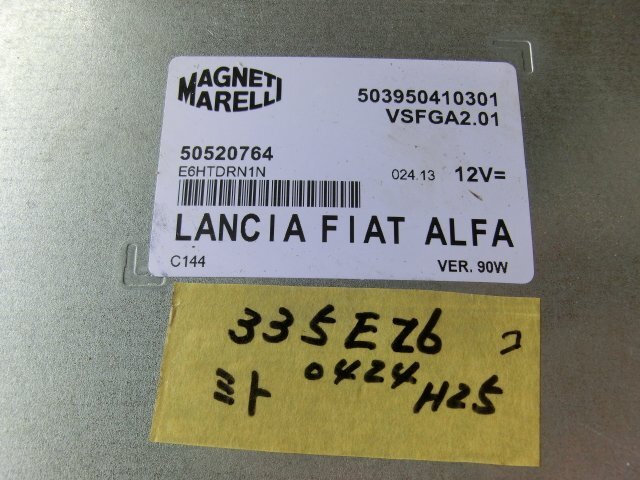 MAGNETI MARELLI
503950410301
VSFGA2.01
50520764
E6HTDRN1N
024.13 12V=
LANCIA FIAT ALFA
C144
VER. 90W
335E26 コ
ミト 0424 H25